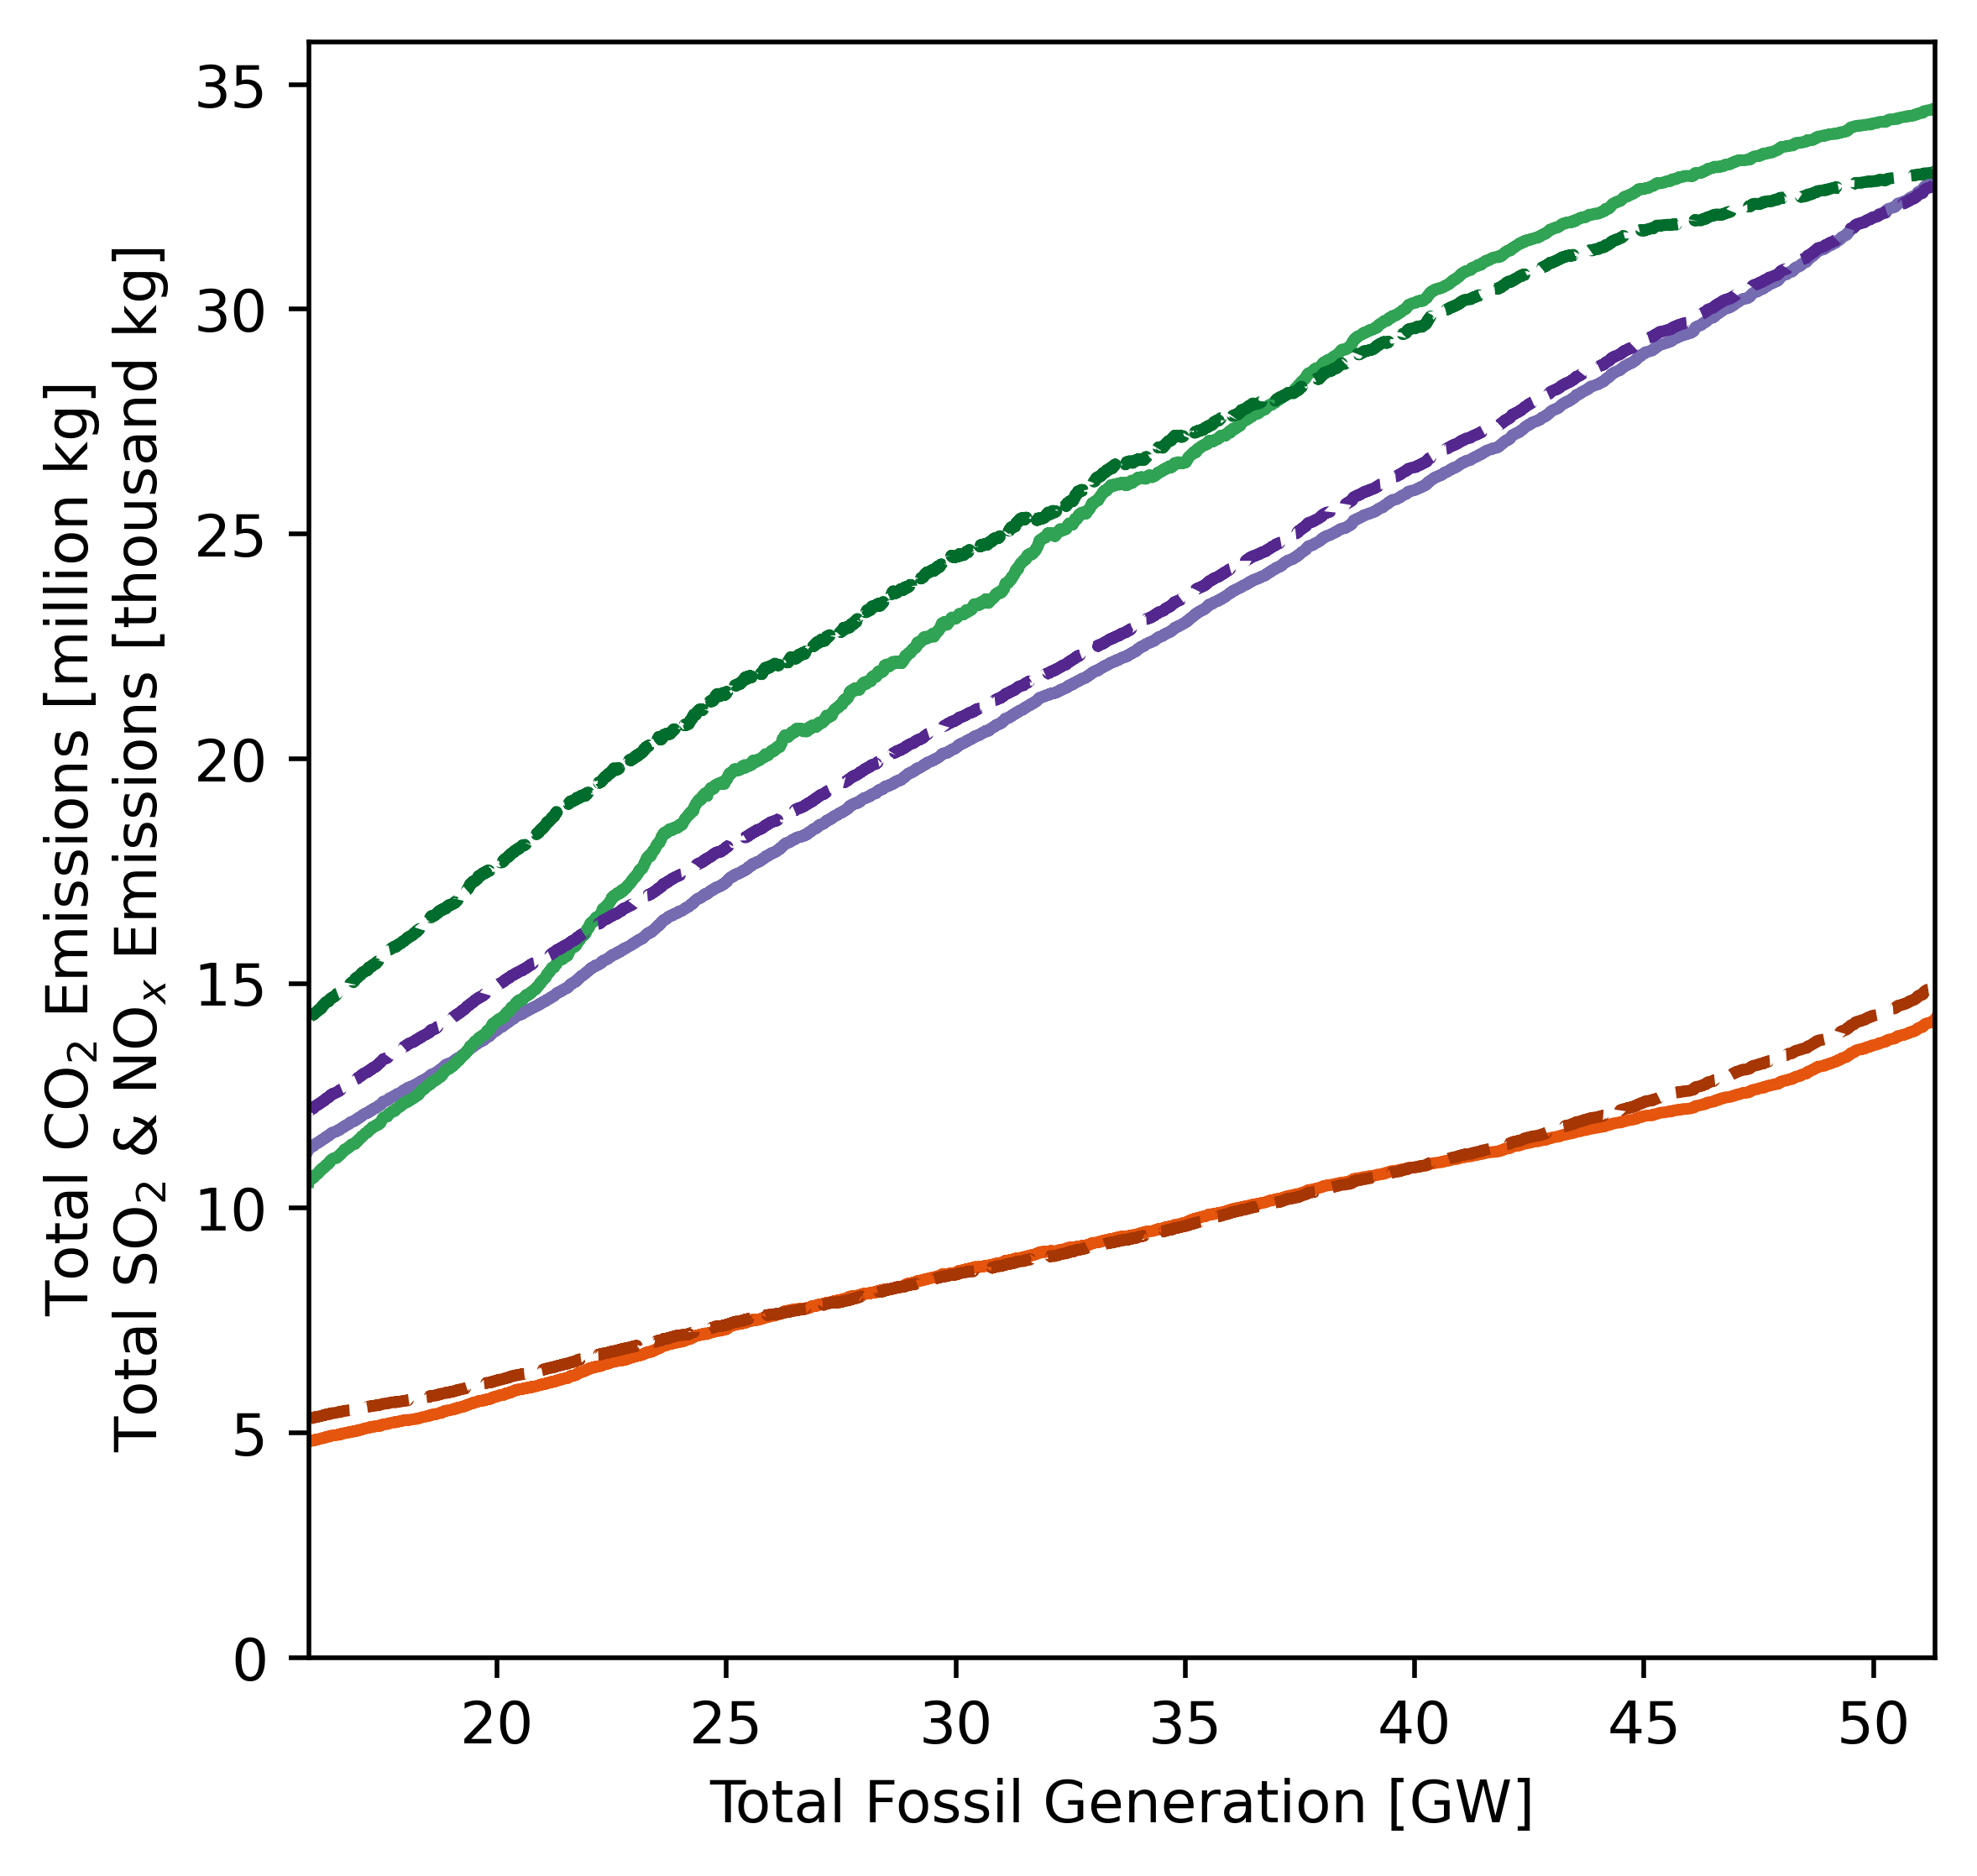 Total CO₂ Emissions [million kg]
Total SO₂ & NOₓ Emissions [thousand kg]
35
30
25
20
15
10
5
0
20 25 30 35 40 45 50
Total Fossil Generation [GW]